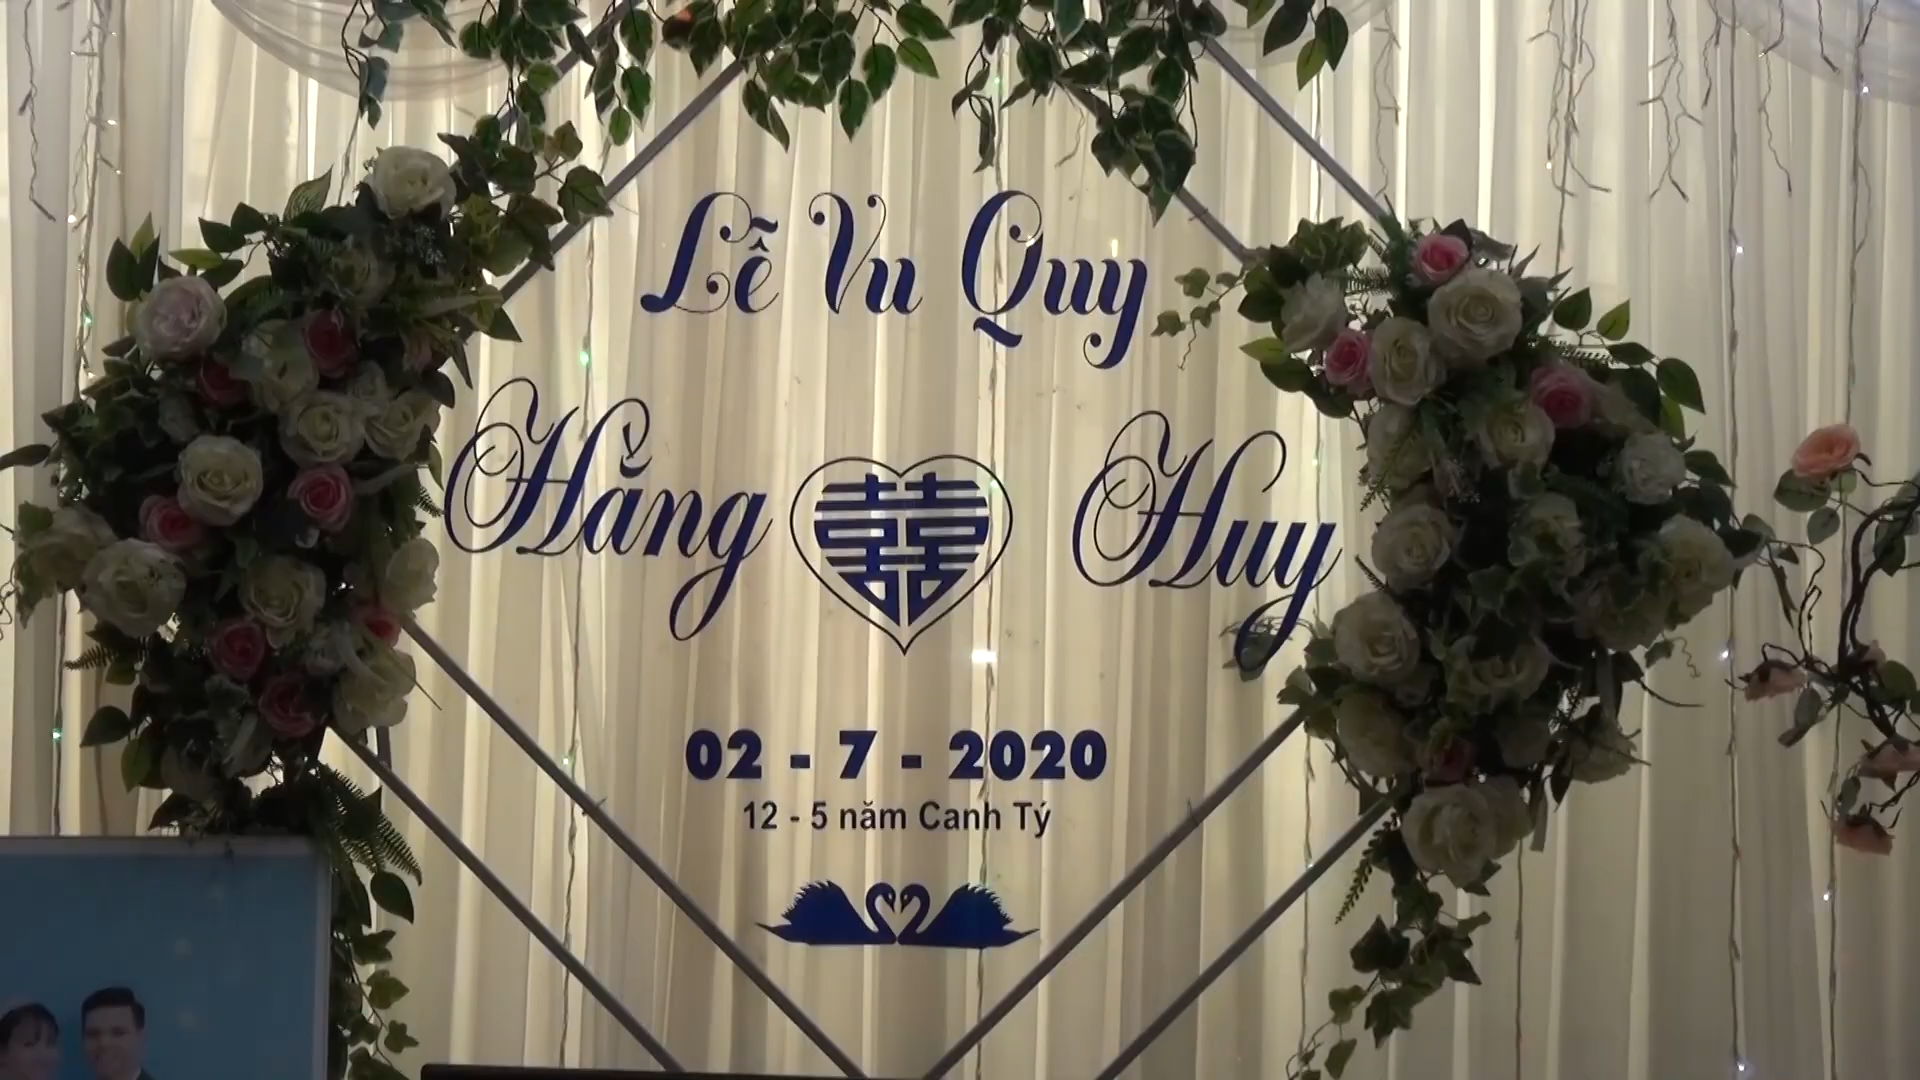 Lễ Vu Quy
Hằng 囍 Huy
02 - 7 - 2020
12 - 5 năm Canh Tý